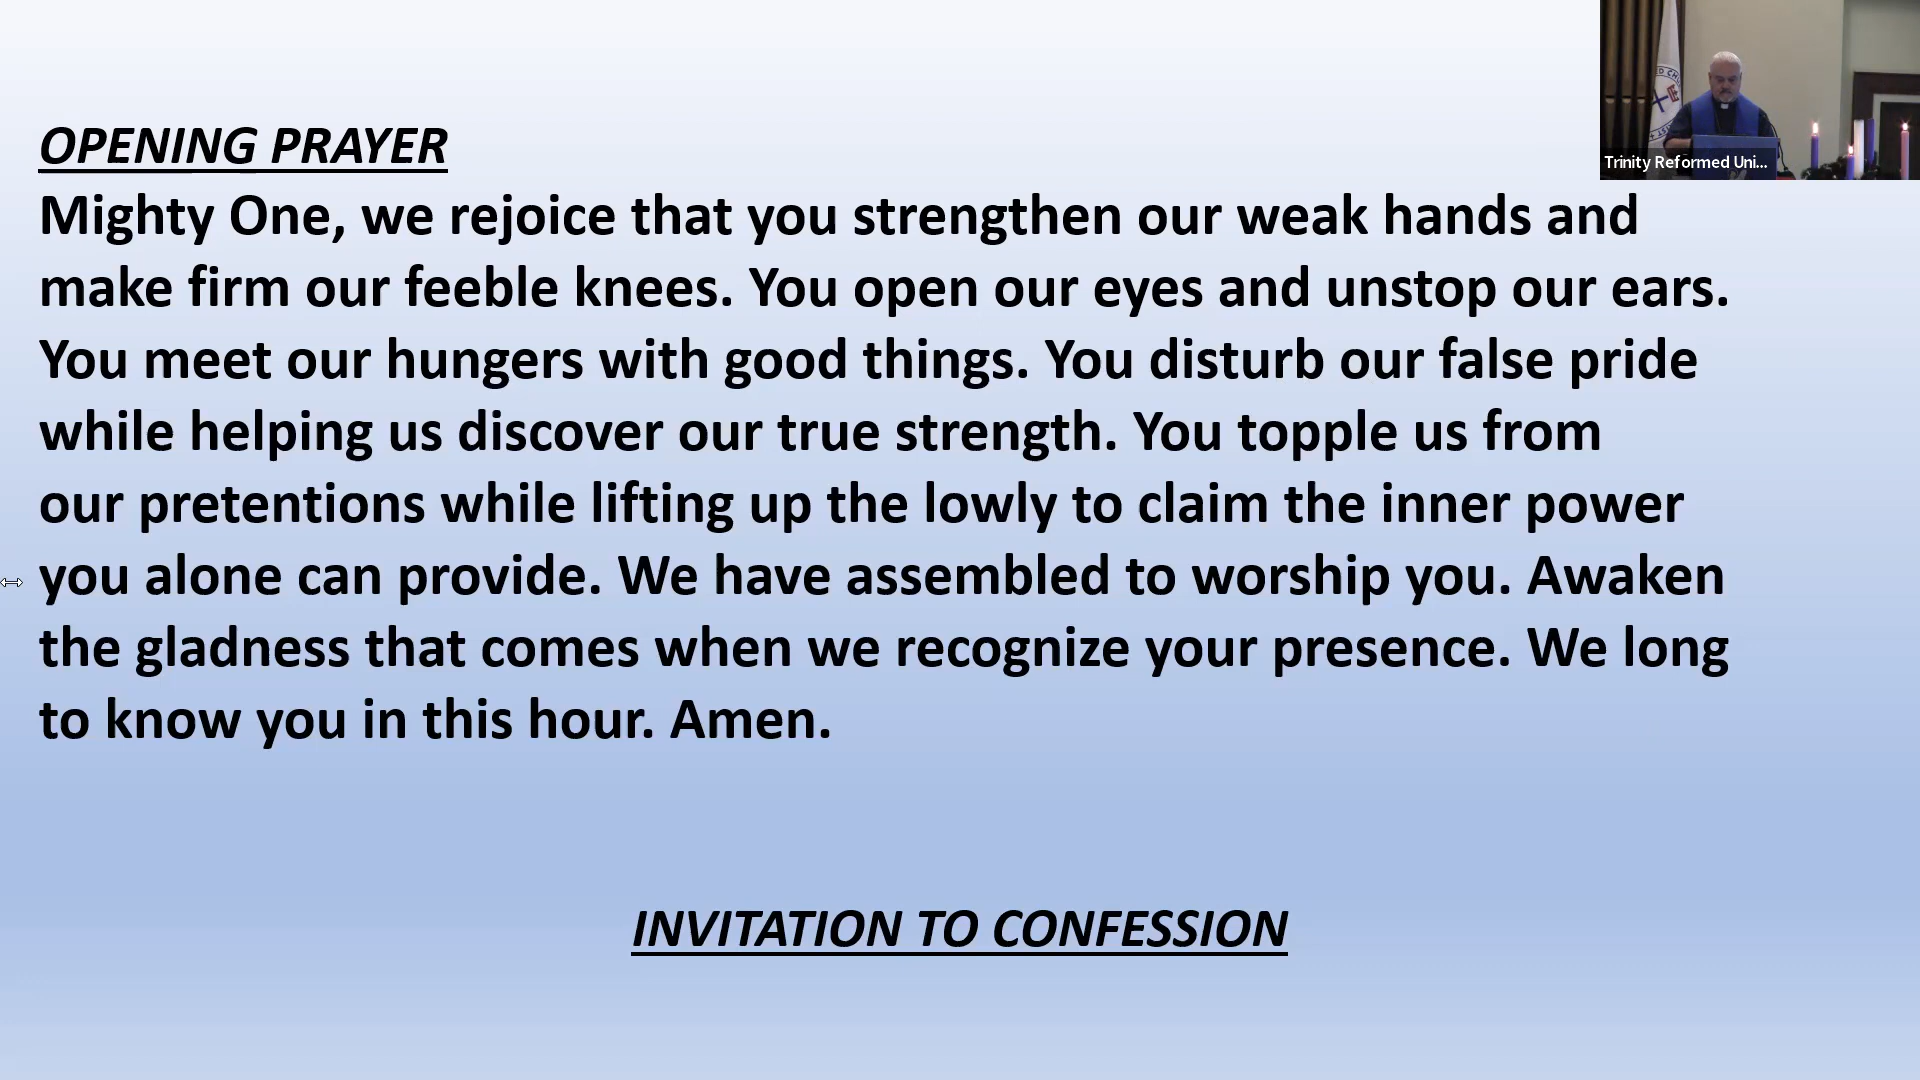 Trinity Reformed Uni...
OPENING PRAYER
Mighty One, we rejoice that you strengthen our weak hands and
make firm our feeble knees. You open our eyes and unstop our ears.
You meet our hungers with good things. You disturb our false pride
while helping us discover our true strength. You topple us from
our pretentions while lifting up the lowly to claim the inner power
you alone can provide. We have assembled to worship you. Awaken
the gladness that comes when we recognize your presence. We long
to know you in this hour. Amen.
INVITATION TO CONFESSION